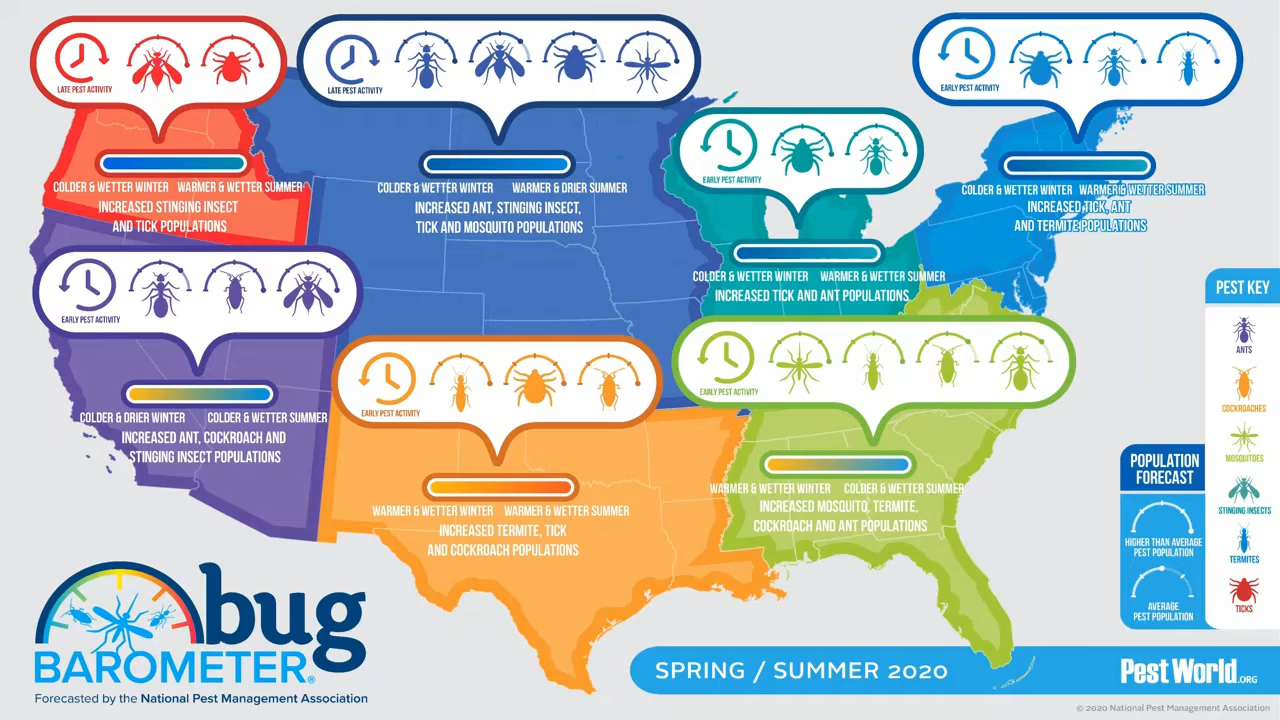 LATE PEST ACTIVITY
COLDER & WETTER WINTER WARMER & WETTER SUMMER
INCREASED STINGING INSECT
AND TICK POPULATIONS
LATE PEST ACTIVITY
COLDER & WETTER WINTER WARMER & DRIER SUMMER
INCREASED ANT, STINGING INSECT,
TICK AND MOSQUITO POPULATIONS
EARLY PEST ACTIVITY
COLDER & WETTER WINTER WARMER & WETTER SUMMER
INCREASED TICK AND ANT POPULATIONS
EARLY PEST ACTIVITY
COLDER & WETTER WINTER WARMER & WETTER SUMMER
INCREASED TICK, ANT
AND TERMITE POPULATIONS
EARLY PEST ACTIVITY
COLDER & DRIER WINTER COLDER & WETTER SUMMER
INCREASED ANT, COCKROACH AND
STINGING INSECT POPULATIONS
EARLY PEST ACTIVITY
WARMER & WETTER WINTER WARMER & WETTER SUMMER
INCREASED TERMITE, TICK
AND COCKROACH POPULATIONS
EARLY PEST ACTIVITY
WARMER & WETTER WINTER COLDER & WETTER SUMMER
INCREASED MOSQUITO, TERMITE,
COCKROACH AND ANT POPULATIONS
PEST KEY
ANTS
COCKROACHES
MOSQUITOES
STINGING INSECTS
TERMITES
TICKS
POPULATION
FORECAST
HIGHER THAN AVERAGE
PEST POPULATION
AVERAGE
PEST POPULATION
bug
BAROMETER®
Forecasted by the National Pest Management Association
SPRING / SUMMER 2020
PestWorld.ORG
© 2020 National Pest Management Association